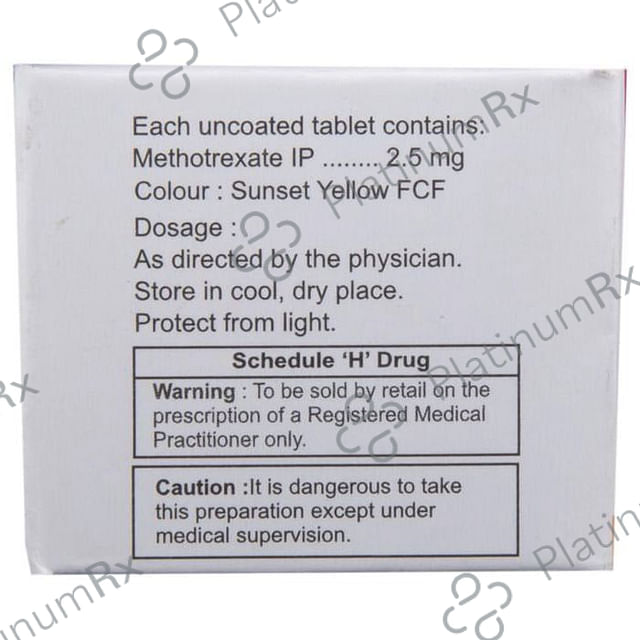 Each uncoated tablet contains:
Methotrexate IP ........ 2.5 mg
Colour : Sunset Yellow FCF
Dosage :
As directed by the physician.
Store in cool, dry place.
Protect from light.
Schedule ‘H’ Drug
Warning : To be sold by retail on the
prescription of a Registered Medical
Practitioner only.
Caution :It is dangerous to take
this preparation except under
medical supervision.
PlatinumRx
PlatinumRx